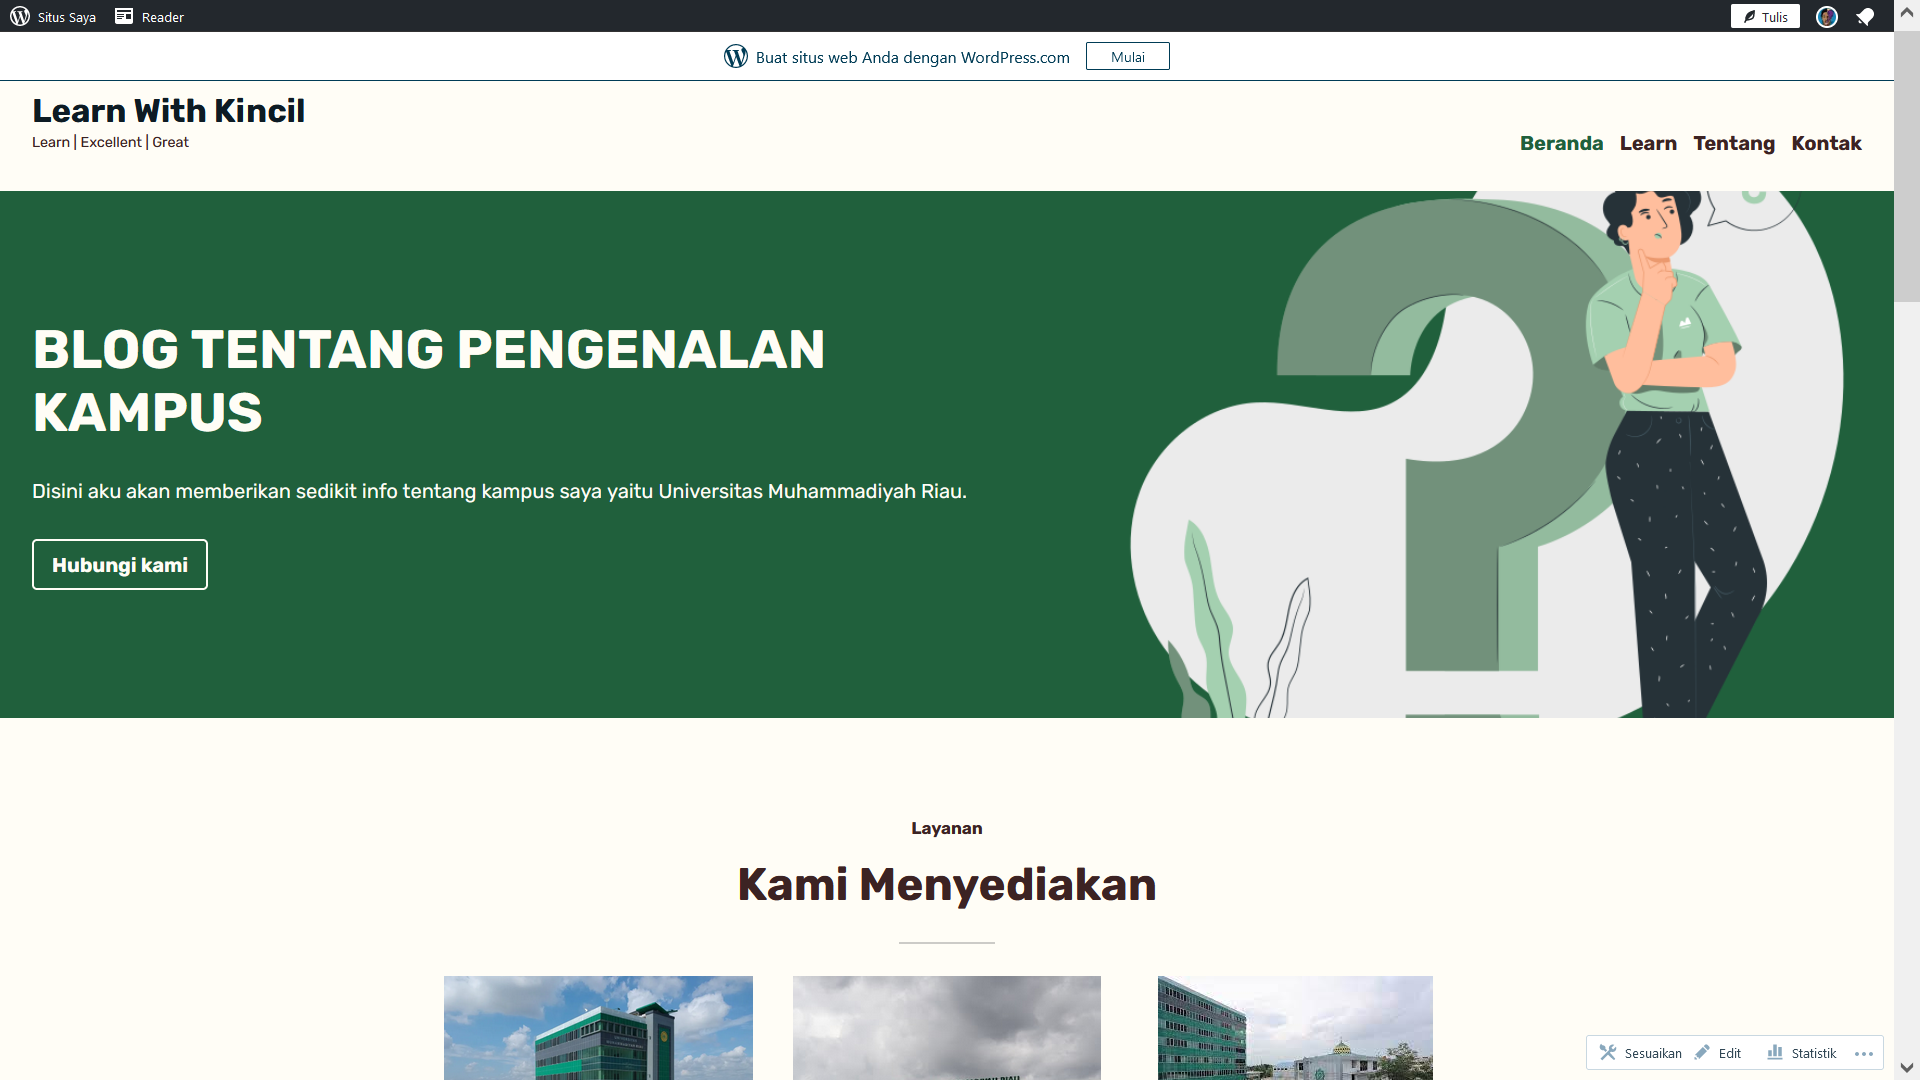 Situs Saya Reader Tulis
Buat situs web Anda dengan WordPress.com Mulai
Learn With Kincil
Learn | Excellent | Great
Beranda Learn Tentang Kontak
BLOG TENTANG PENGENALAN
KAMPUS
Disini aku akan memberikan sedikit info tentang kampus saya yaitu Universitas Muhammadiyah Riau.
Hubungi kami
Layanan
Kami Menyediakan
Sesuaikan Edit Statistik